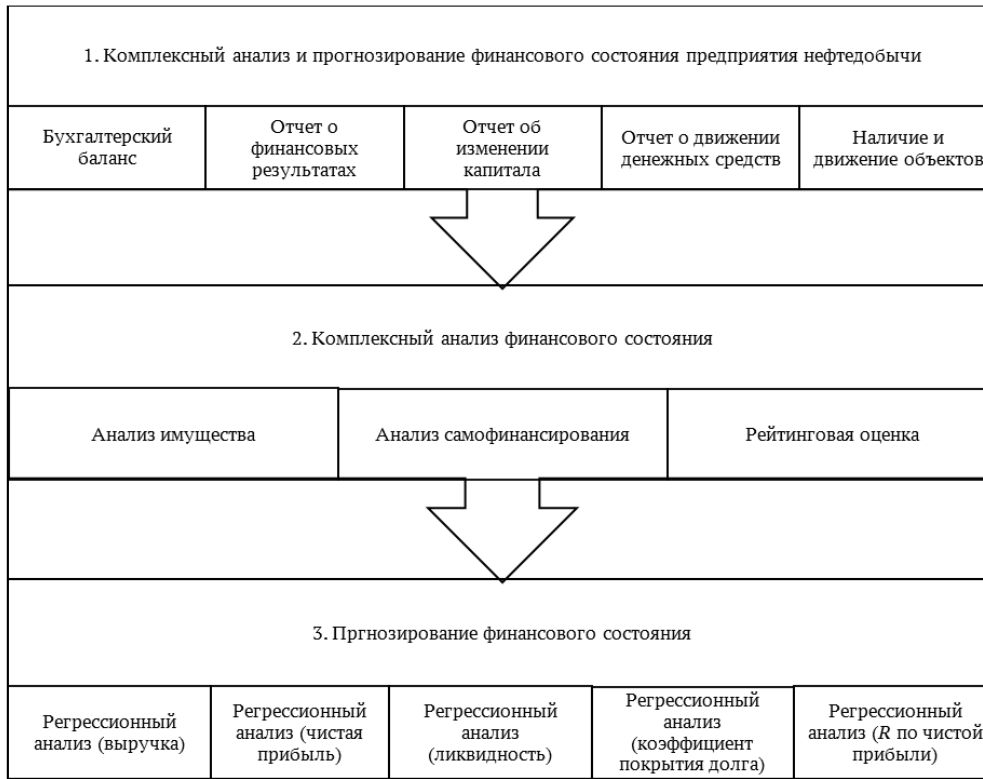 1. Комплексный анализ и прогнозирование финансового состояния предприятия нефтедобычи
Бухгалтерский
баланс
Отчет о
финансовых
результатах
Отчет об
изменении
капитала
Отчет о движении
денежных средств
Наличие и
движение объектов
2. Комплексный анализ финансового состояния
Анализ имущества
Анализ самофинансирования
Рейтинговая оценка
3. Пргнозирование финансового состояния
Регрессионный
анализ (выручка)
Регрессионный
анализ (чистая
прибыль)
Регрессионный
анализ
(ликвидность)
Регрессионный
анализ
(коэффициент
покрытия долга)
Регрессионный
анализ (R по чистой
прибыли)